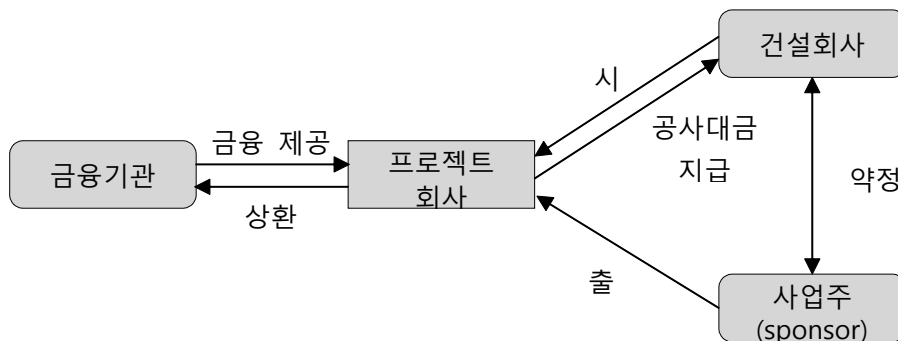 건설회사
시
금융 제공
공사대금
지급
금융기관
프로젝트
회사
약정
상환
출
사업주
(sponsor)